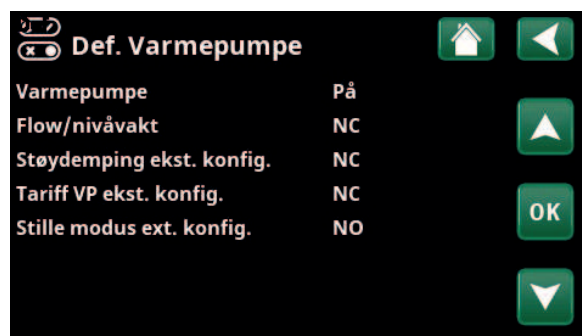 Def. Varmepumpe
Varmepumpe På
Flow/nivåvakt NC
Støydemping ekst. konfig. NC
Tariff VP ekst. konfig. NC
OK
Stille modus ext. konfig. NO